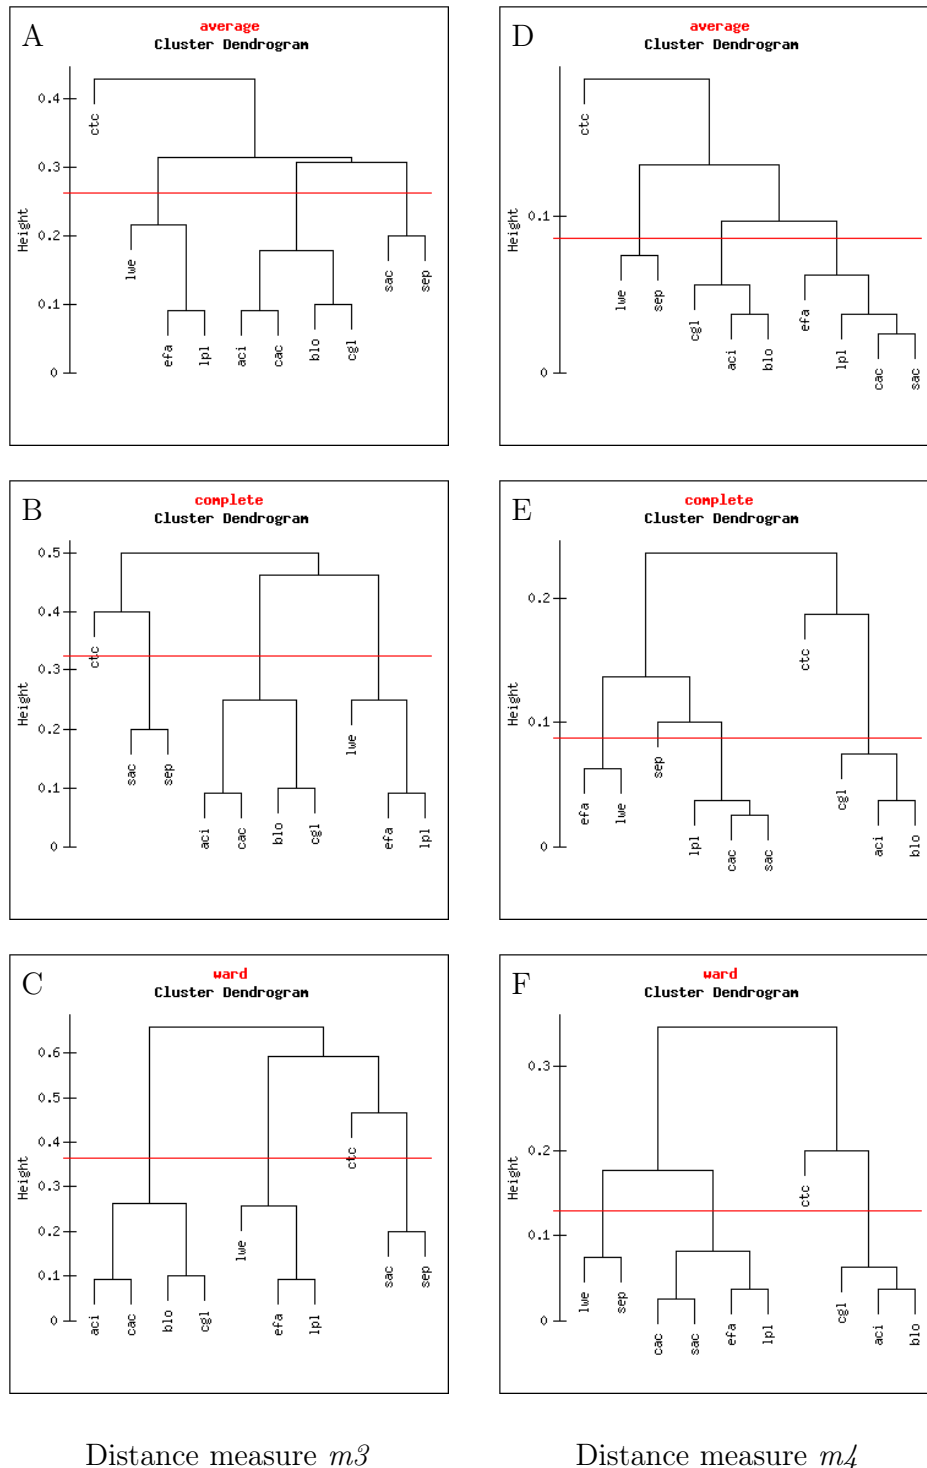 A
average
Cluster Dendrogram
Height
0.4
0.3
0.2
0.1
0
ctc
lwe
efa
lpl
aci
cac
blo
cgl
sac
sep
D
average
Cluster Dendrogram
Height
0.1
0
ctc
lwe
sep
cgl
aci
blo
efa
lpl
cac
sac
B
complete
Cluster Dendrogram
Height
0.5
0.4
0.3
0.2
0.1
0
ctc
sac
sep
aci
cac
blo
cgl
lwe
efa
lpl
E
complete
Cluster Dendrogram
Height
0.2
0.1
0
efa
lwe
sep
lpl
cac
sac
ctc
cgl
aci
blo
C
ward
Cluster Dendrogram
Height
0.6
0.5
0.4
0.3
0.2
0.1
0
aci
cac
blo
cgl
lwe
efa
lpl
ctc
sac
sep
F
ward
Cluster Dendrogram
Height
0.3
0.2
0.1
0
lwe
sep
cac
sac
efa
lpl
ctc
cgl
aci
blo
Distance measure m3
Distance measure m4